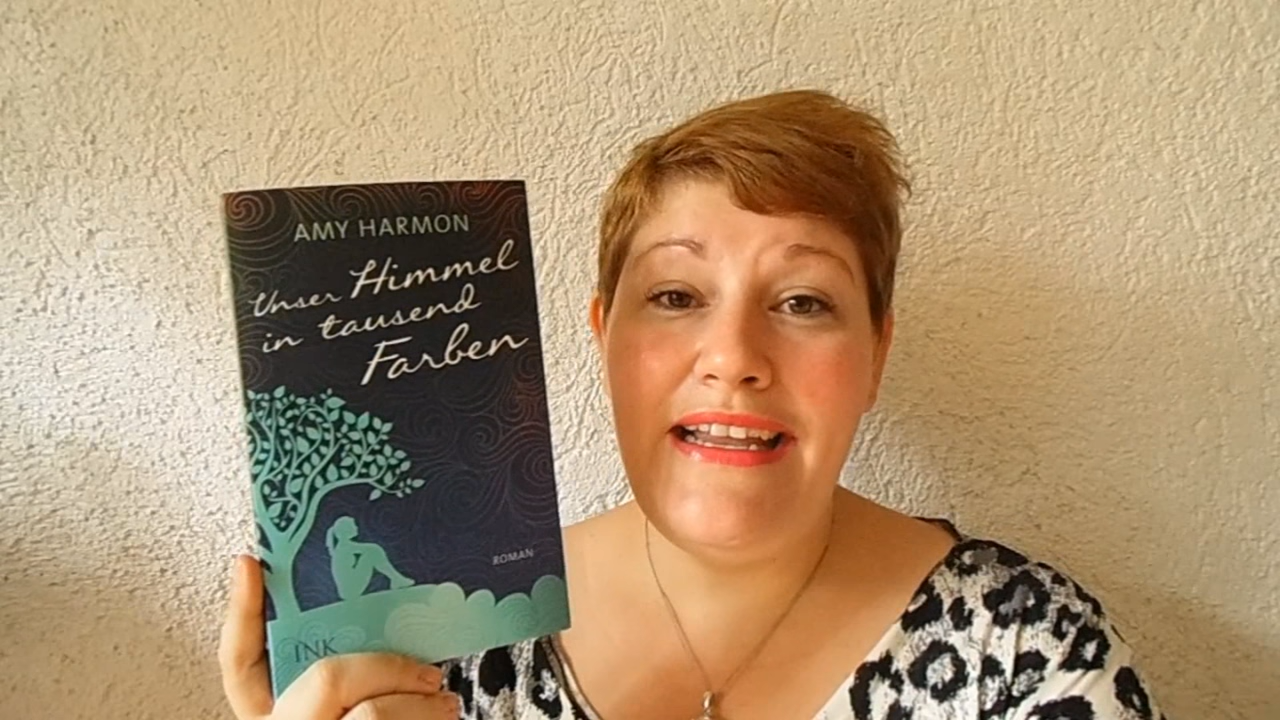 AMY HARMON
Unser Himmel
in tausend
Farben
ROMAN
INK